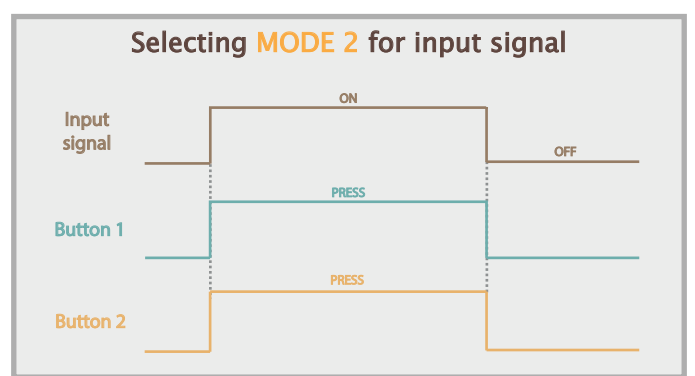 Selecting MODE 2 for input signal
ON
Input
signal
OFF
PRESS
Button 1
PRESS
Button 2